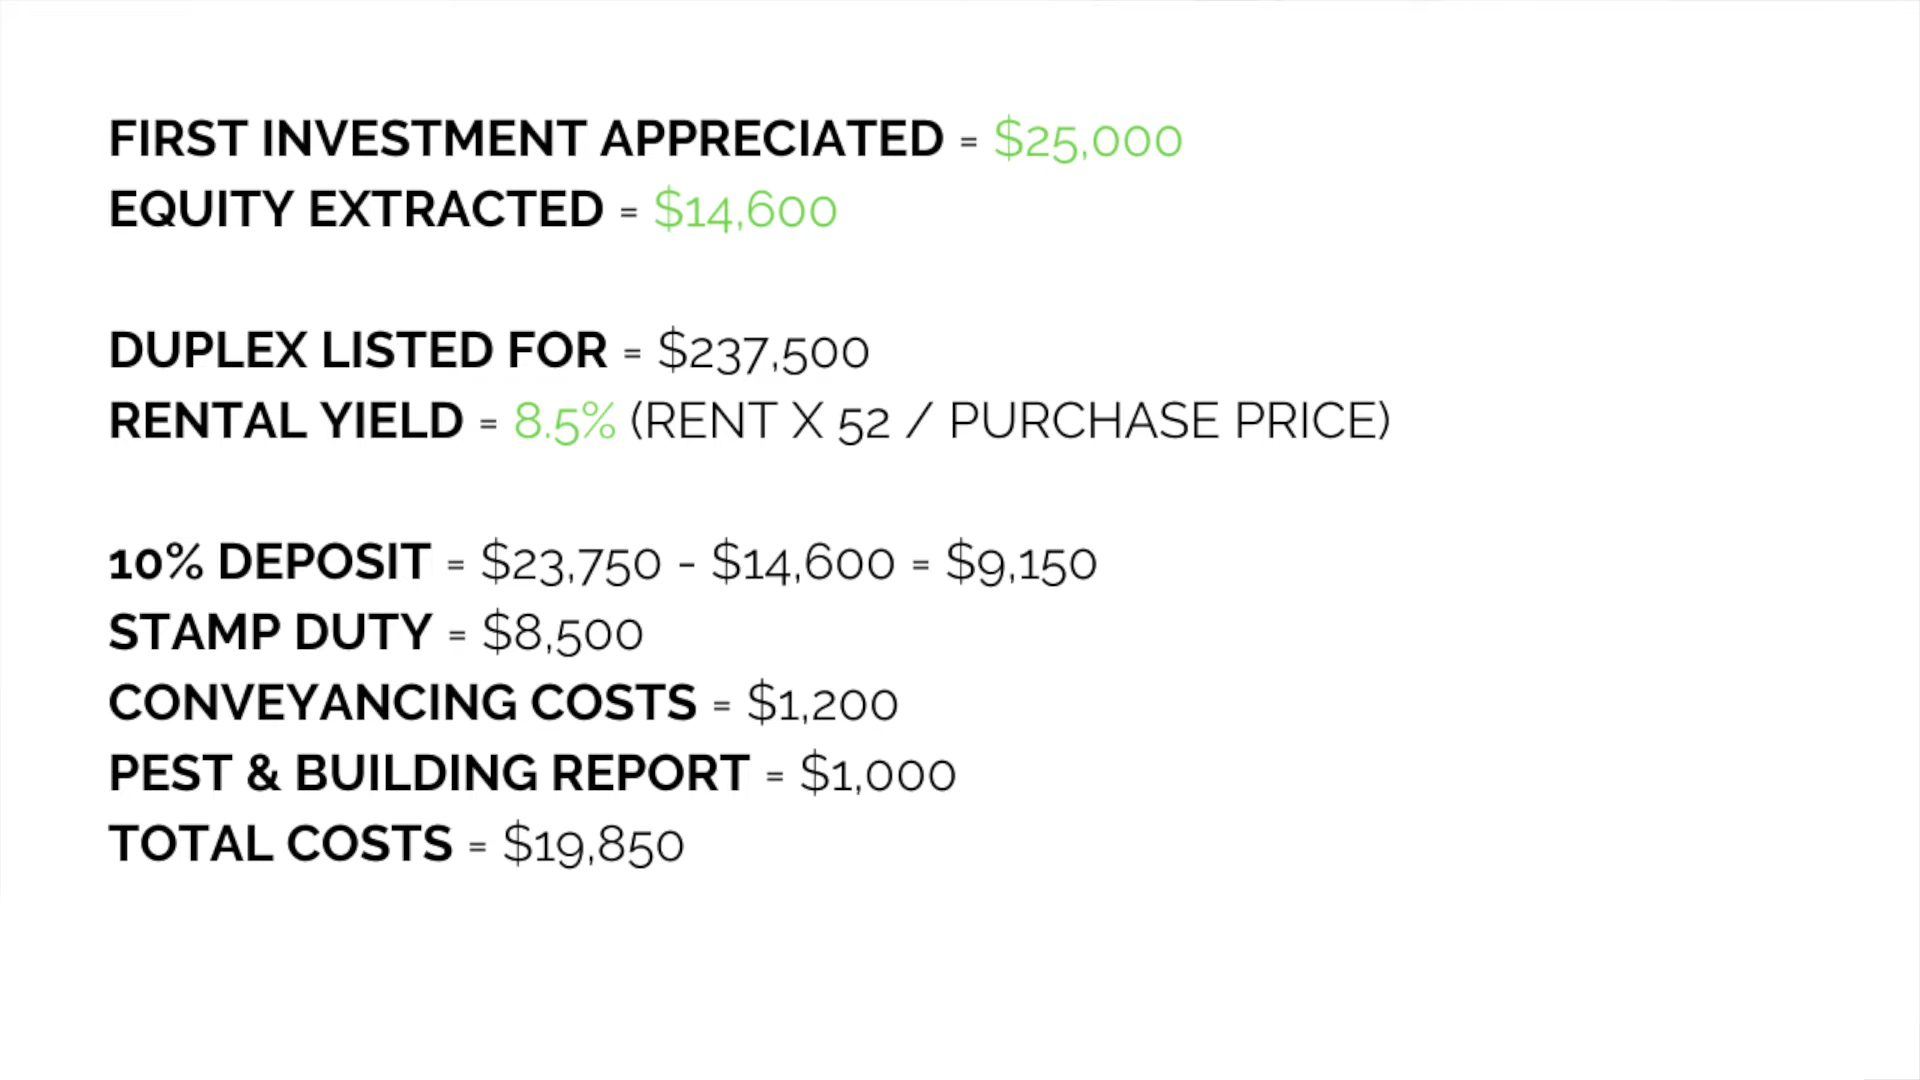 FIRST INVESTMENT APPRECIATED = $25,000
EQUITY EXTRACTED = $14,600
DUPLEX LISTED FOR = $237,500
RENTAL YIELD = 8.5% (RENT X 52 / PURCHASE PRICE)
10% DEPOSIT = $23,750 - $14,600 = $9,150
STAMP DUTY = $8,500
CONVEYANCING COSTS = $1,200
PEST & BUILDING REPORT = $1,000
TOTAL COSTS = $19,850